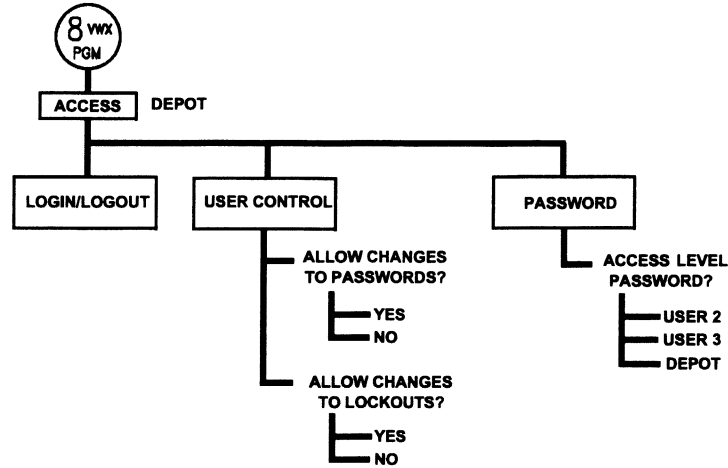 8 VWX
PGM
ACCESS DEPOT
LOGIN/LOGOUT USER CONTROL PASSWORD
ALLOW CHANGES
TO PASSWORDS?
YES
NO
ALLOW CHANGES
TO LOCKOUTS?
YES
NO
ACCESS LEVEL
PASSWORD?
USER 2
USER 3
DEPOT